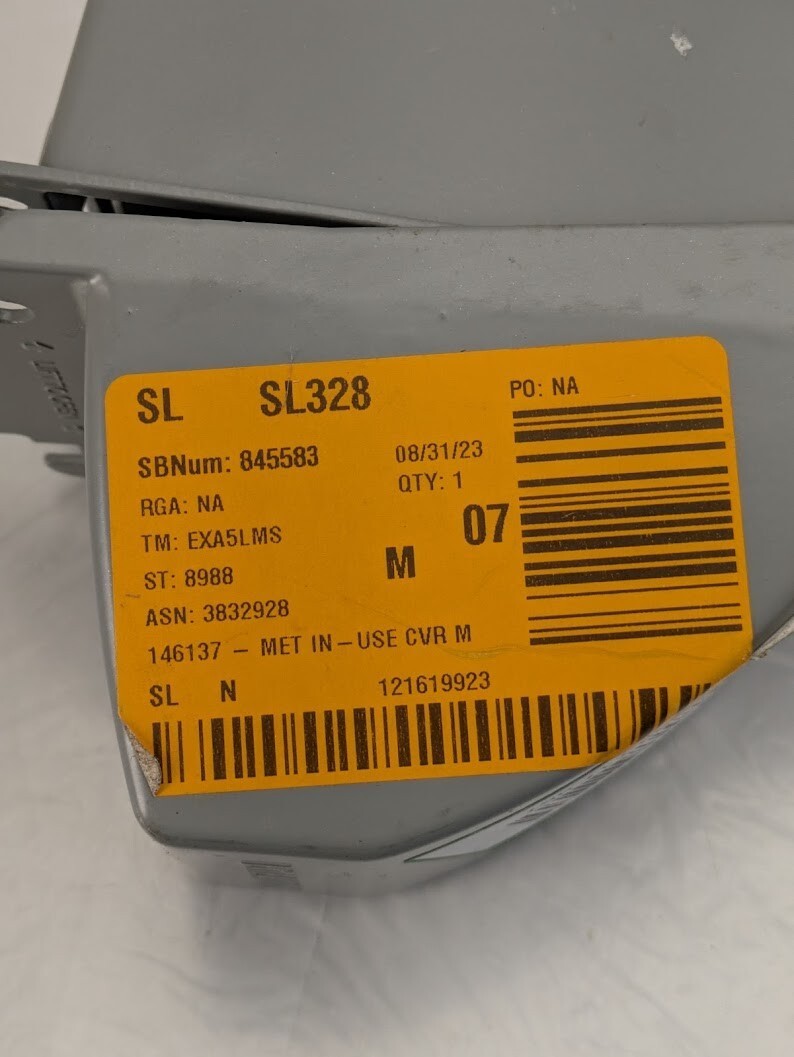 SL SL328 PO: NA
SBNum: 845583 08/31/23
RGA: NA QTY: 1
TM: EXA5LMS 07
ST: 8988 M
ASN: 3832928
146137 – MET IN–USE CVR M
SL N 121619923